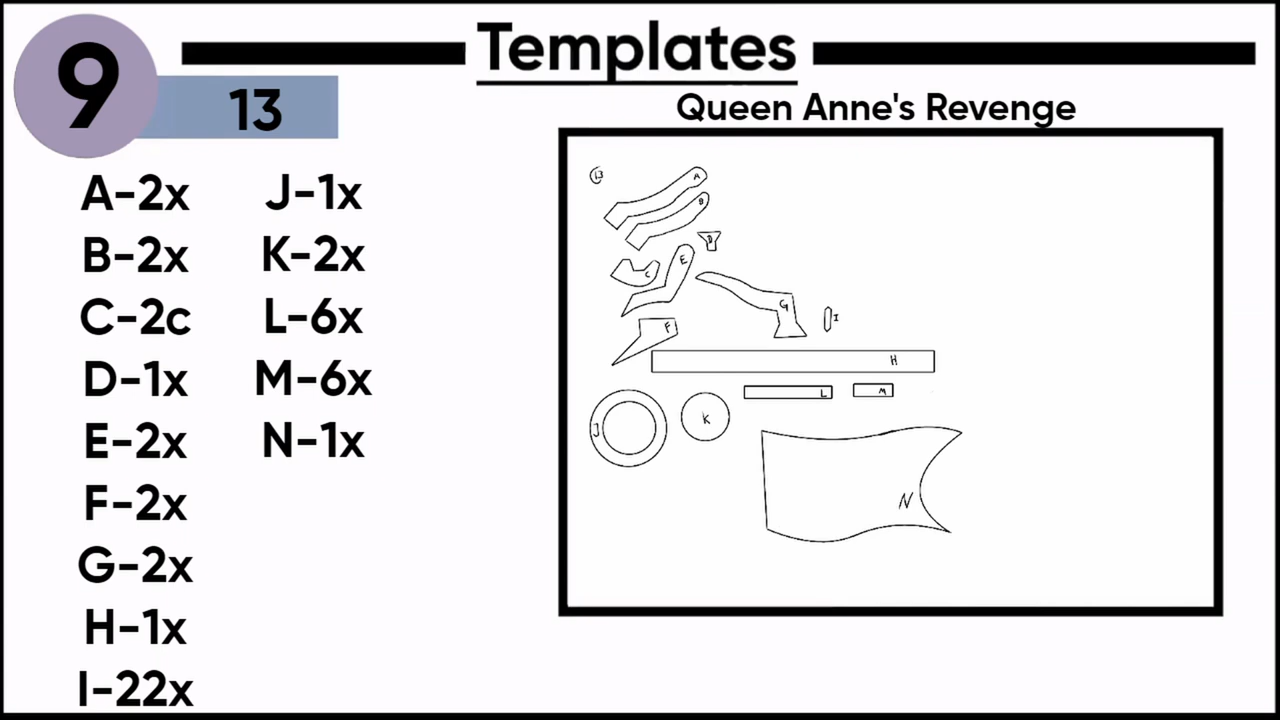 9
13
Templates
Queen Anne's Revenge
A-2x
B-2x
C-2c
D-1x
E-2x
F-2x
G-2x
H-1x
I-22x
J-1x
K-2x
L-6x
M-6x
N-1x
13
A
B
D
C
E
F
G
I
H
L
M
J
K
N